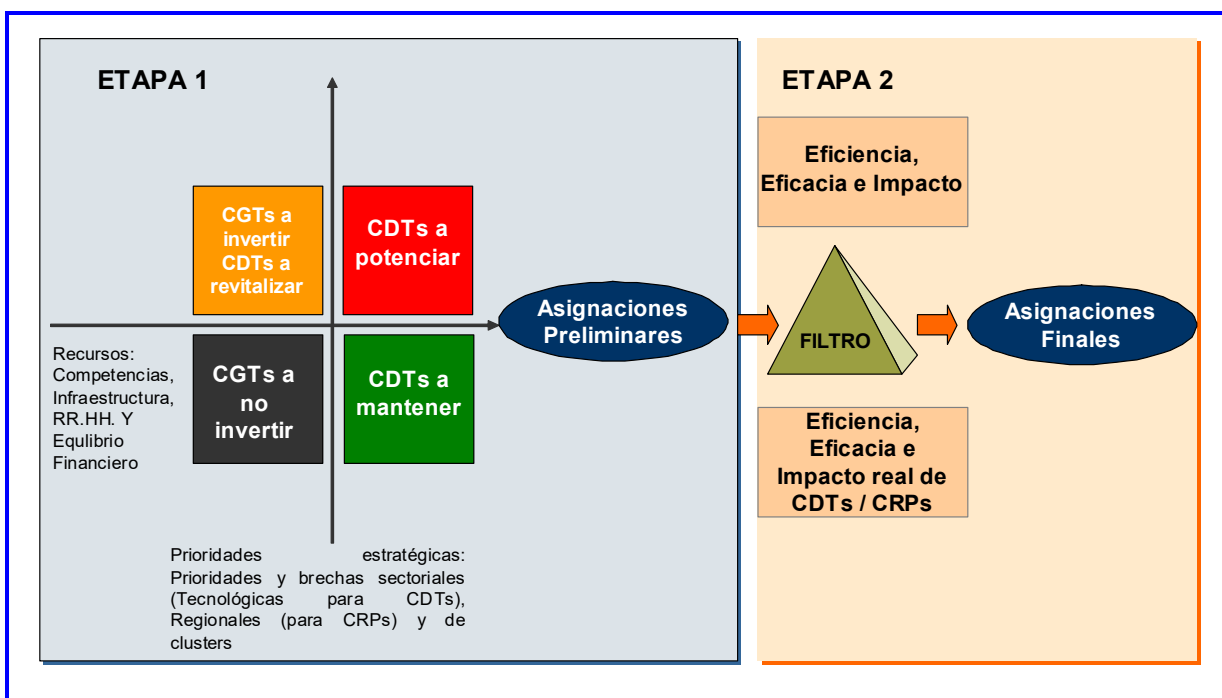 ETAPA 1
CGTs a
invertir
CDTs a
revitalizar
CDTs a
potenciar
CGTs a
no
invertir
CDTs a
mantener
Recursos:
Competencias,
Infraestructura,
RR.HH. Y
Equlibrio
Financiero
Prioridades estratégicas:
Prioridades y brechas sectoriales
(Tecnológicas para CDTs),
Regionales (para CRPs) y de
clusters
Asignaciones
Preliminares
ETAPA 2
Eficiencia,
Eficacia e Impacto
FILTRO
Eficiencia,
Eficacia e
Impacto real de
CDTs / CRPs
Asignaciones
Finales